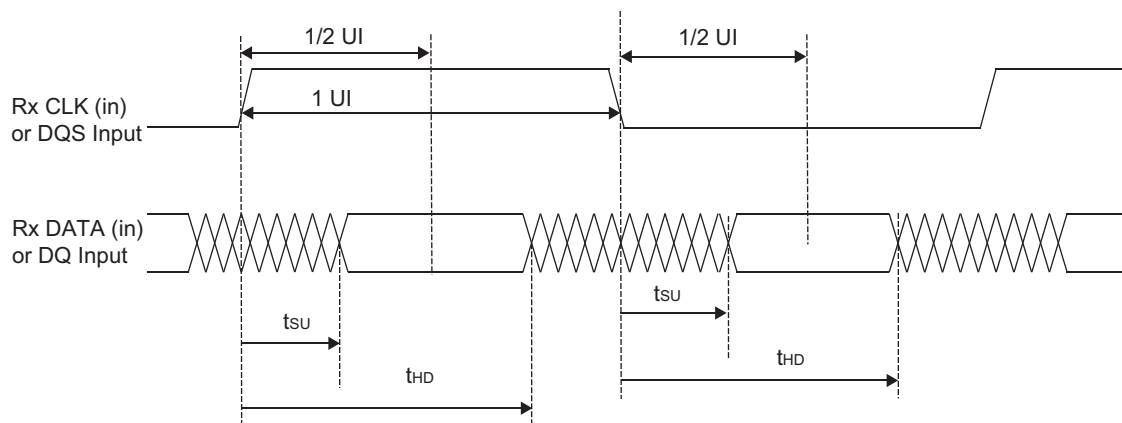 1/2 UI
1/2 UI
1 UI
Rx CLK (in)
or DQS Input
Rx DATA (in)
or DQ Input
tSU
tSU
tHD
tHD